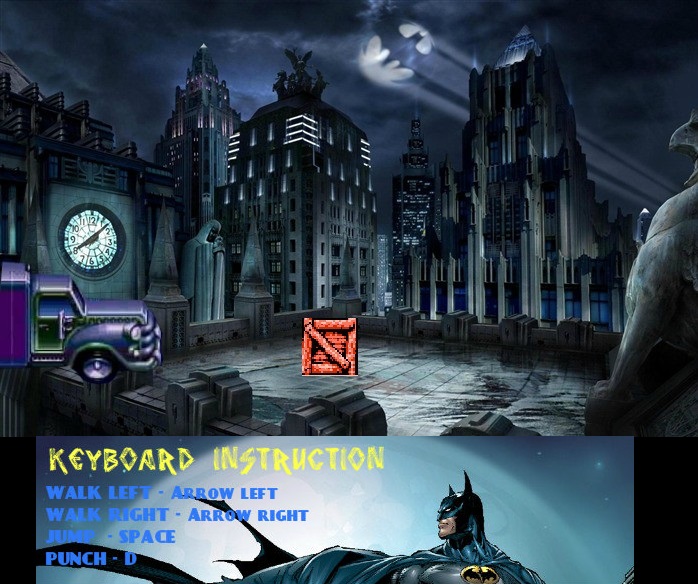 KEYBOARD INSTRUCTION
WALK LEFT - ARROW LEFT
WALK RIGHT - ARROW RIGHT
JUMP - SPACE
PUNCH - D